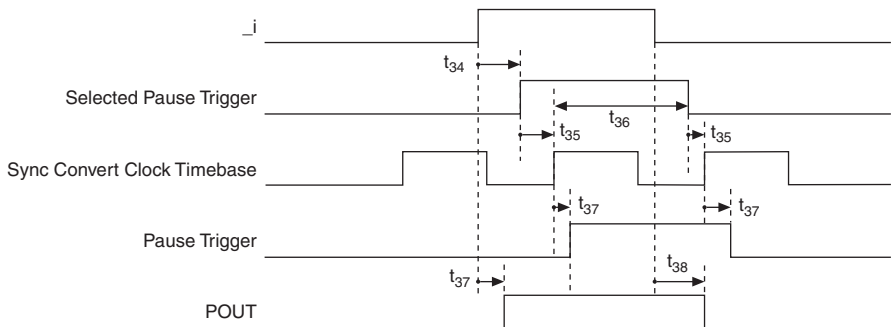 _i
t34
Selected Pause Trigger
t36
t35
t35
Sync Convert Clock Timebase
t37
t37
Pause Trigger
t37
t38
POUT